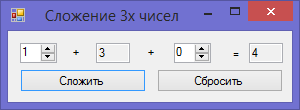 Сложение 3х чисел
1 + 3 + 0 = 4
Сложить Сбросить